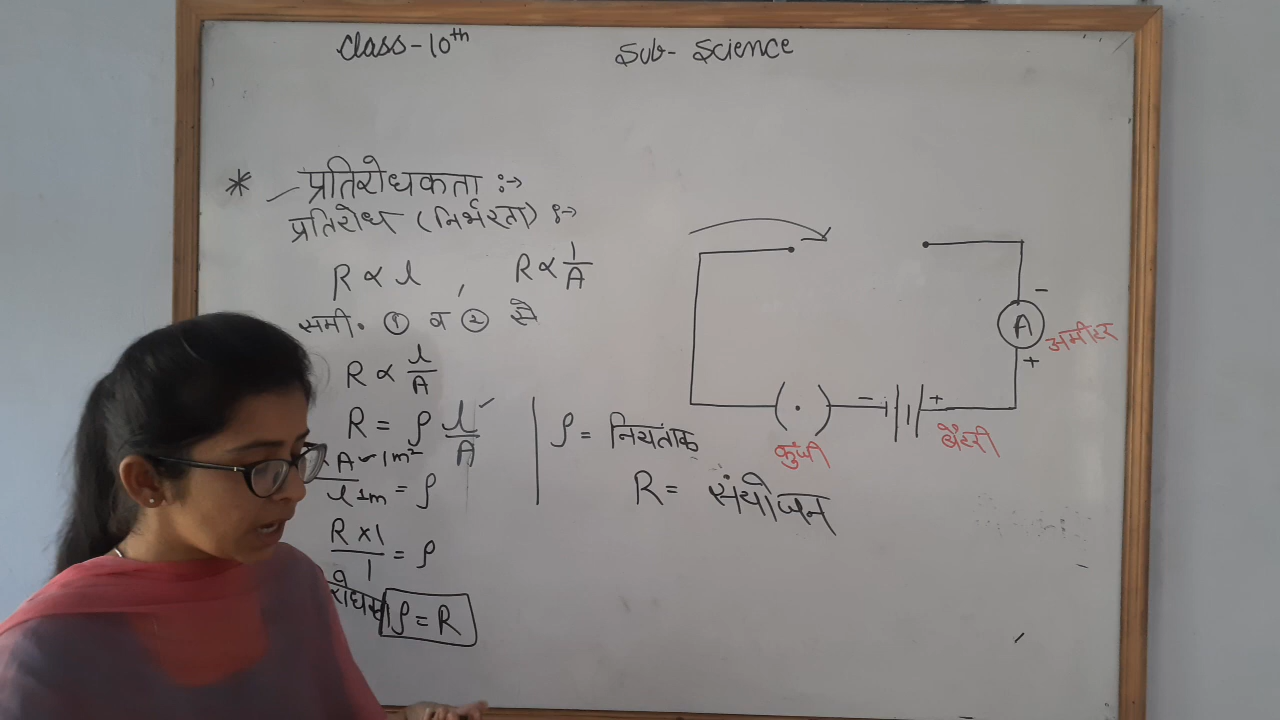 Class-10th Sub- Science
* प्रतिरोधकता :->
प्रतिरोध (निर्भरता) :->
R ∝ l , R ∝ 1/A
समी. ① व ② से
R ∝ l/A
R = ρ l/A
A - 1m²
l 1m = ρ
R x 1 / 1 = ρ
ρ = R
ρ = नियतांक
R = संयोजन
-
A अमीटर
+
- +
कुंजी बैटरी